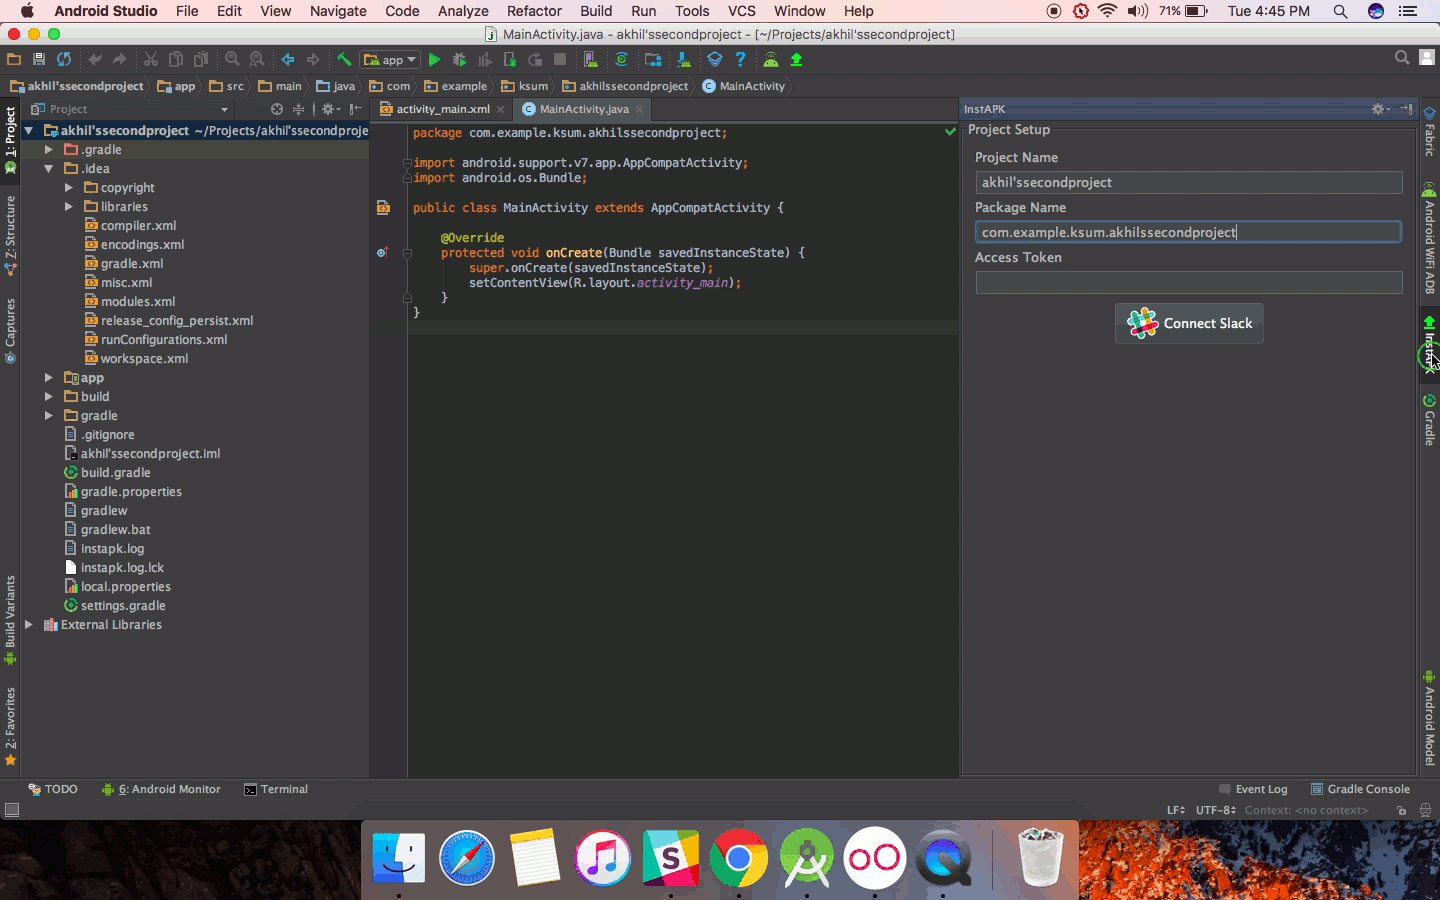 Android Studio File Edit View Navigate Code Analyze Refactor Build Run Tools VCS Window Help 71% Tue 4:45 PM
MainActivity.java - akhil'ssecondproject - [~/Projects/akhil'ssecondproject]
app
akhil'ssecondproject app src main java com example ksum akhilssecondproject MainActivity
Project
activity_main.xml MainActivity.java
InstAPK
1: Project
Z: Structure
Captures
Build Variants
2: Favorites
akhil'ssecondproject ~/Projects/akhil'ssecondproje
.gradle
.idea
copyright
libraries
compiler.xml
encodings.xml
gradle.xml
misc.xml
modules.xml
release_config_persist.xml
runConfigurations.xml
workspace.xml
app
build
gradle
.gitignore
akhil'ssecondproject.iml
build.gradle
gradle.properties
gradlew
gradlew.bat
instapk.log
instapk.log.lck
local.properties
settings.gradle
External Libraries
package com.example.ksum.akhilssecondproject;
import android.support.v7.app.AppCompatActivity;
import android.os.Bundle;
public class MainActivity extends AppCompatActivity {
@Override
protected void onCreate(Bundle savedInstanceState) {
super.onCreate(savedInstanceState);
setContentView(R.layout.activity_main);
}
}
Project Setup
Project Name
akhil'ssecondproject
Package Name
com.example.ksum.akhilssecondproject
Access Token
Connect Slack
Fabric
Android WiFi ADB
Gradle
Android Model
TODO 6: Android Monitor Terminal Event Log Gradle Console
LF UTF-8 Context: <no context>
S